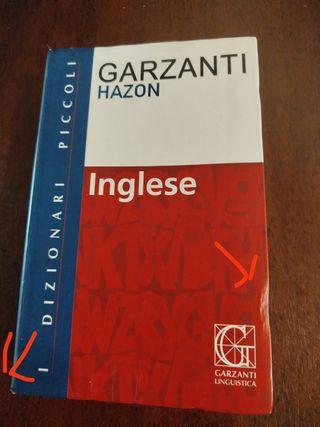 GARZANTI
HAZON
Inglese
I DIZIONARI PICCOLI
GARZANTI
LINGUISTICA